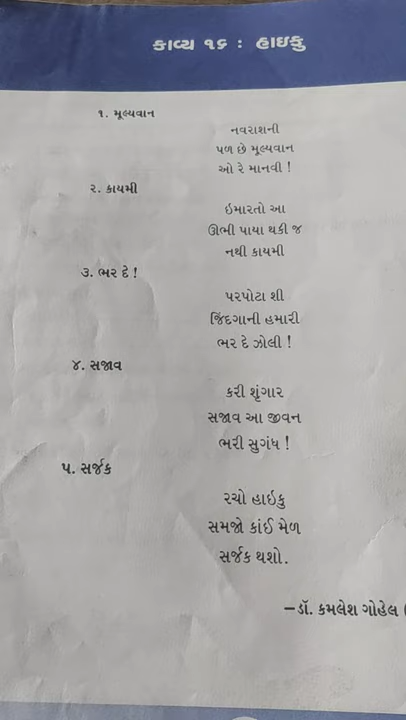 કાવ્ય ૧૬ : હાઇકુ
૧. મૂલ્યવાન
નવરાશની
પળ છે મૂલ્યવાન
ઓ રે માનવી !
૨. કાયમી
ઇમારતો આ
ઊભી પાયા થકી જ
નથી કાયમી
૩. ભર દે !
પરપોટા શી
જિંદગાની હમારી
ભર દે ઝોલી !
૪. સજાવ
કરી શૃંગાર
સજાવ આ જીવન
ભરી સુગંધ !
૫. સર્જક
રચો હાઇકુ
સમજો કાંઈ મેળ
સર્જક થશો.
–ડૉ. કમલેશ ગોહેલ (